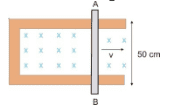 A
x x x x x x
v
50 cm
x x x x
x x x x
B